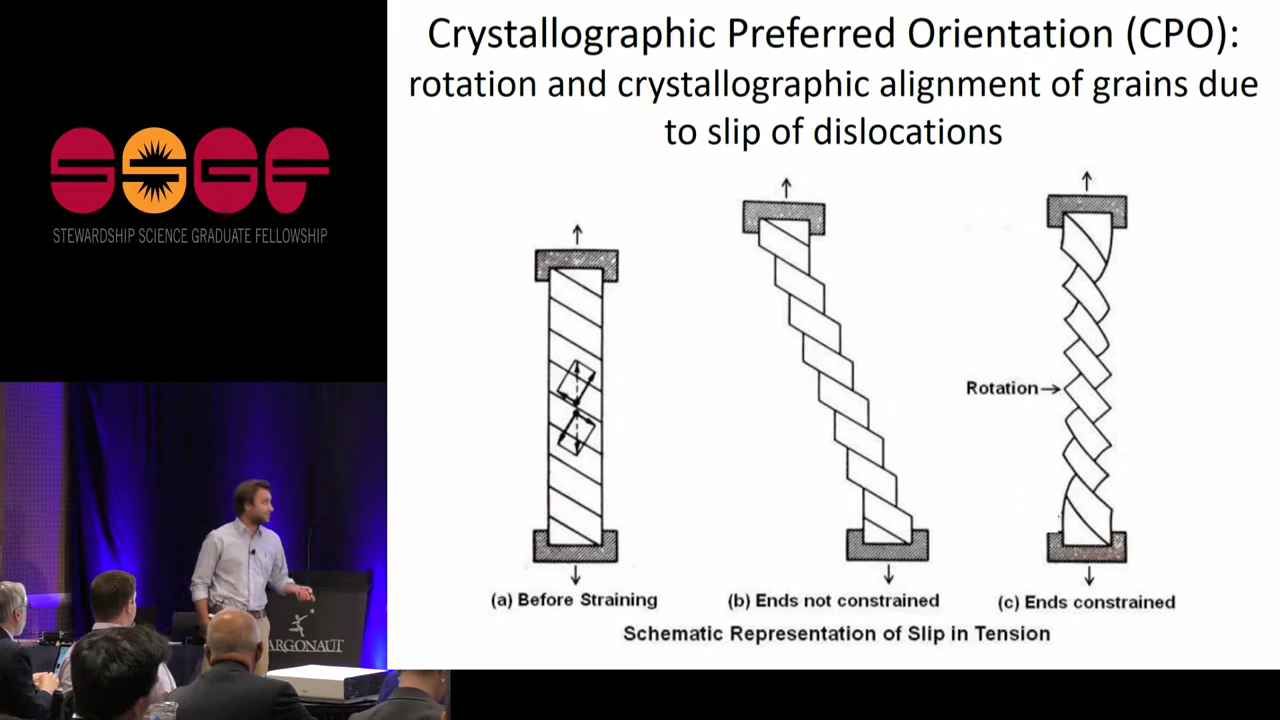 Crystallographic Preferred Orientation (CPO):
rotation and crystallographic alignment of grains due
to slip of dislocations
SSGF
STEWARDSHIP SCIENCE GRADUATE FELLOWSHIP
Rotation
(a) Before Straining
(b) Ends not constrained
(c) Ends constrained
Schematic Representation of Slip in Tension
ARGONAUT